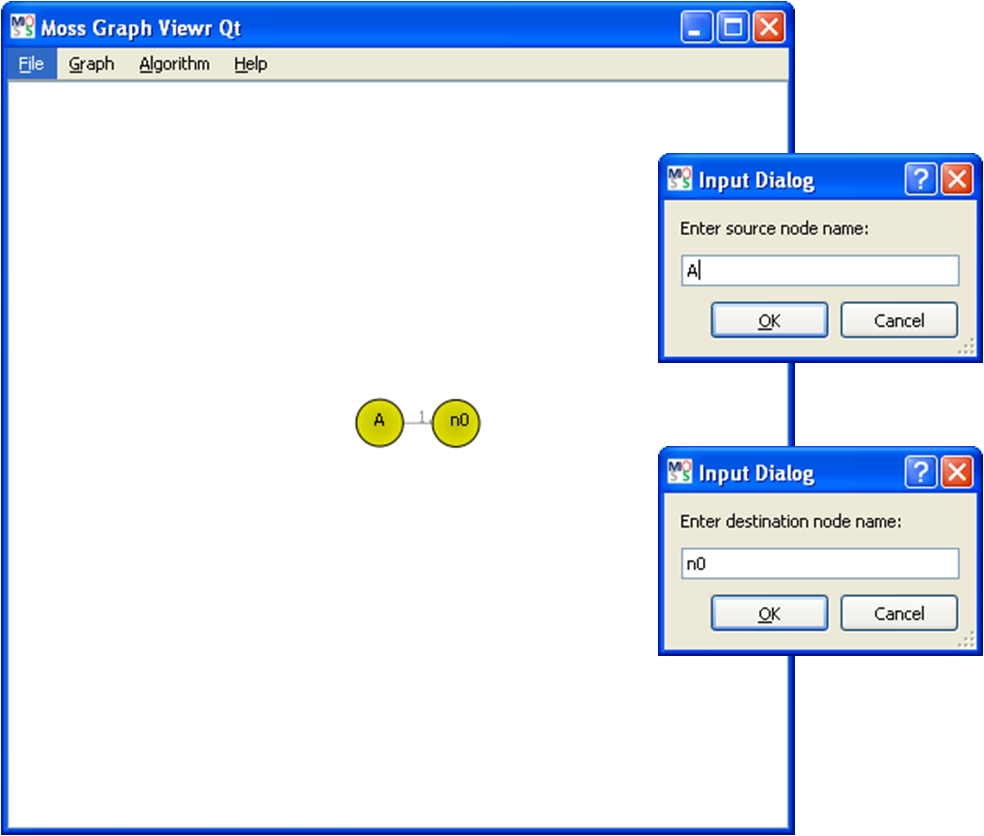 Moss Graph Viewr Qt
File Graph Algorithm Help
A 1. n0
Input Dialog
Enter source node name:
A
OK Cancel
Input Dialog
Enter destination node name:
n0
OK Cancel